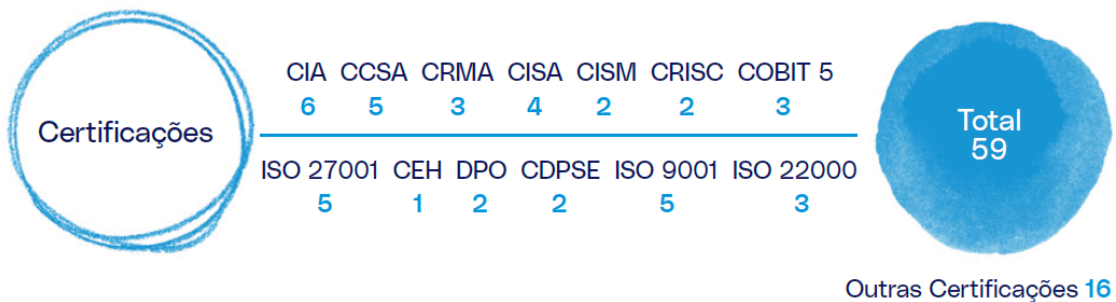 Certificações
CIA CCSA CRMA CISA CISM CRISC COBIT 5
6 5 3 4 2 2 3
ISO 27001 CEH DPO CDPSE ISO 9001 ISO 22000
5 1 2 2 5 3
Total
59
Outras Certificações 16